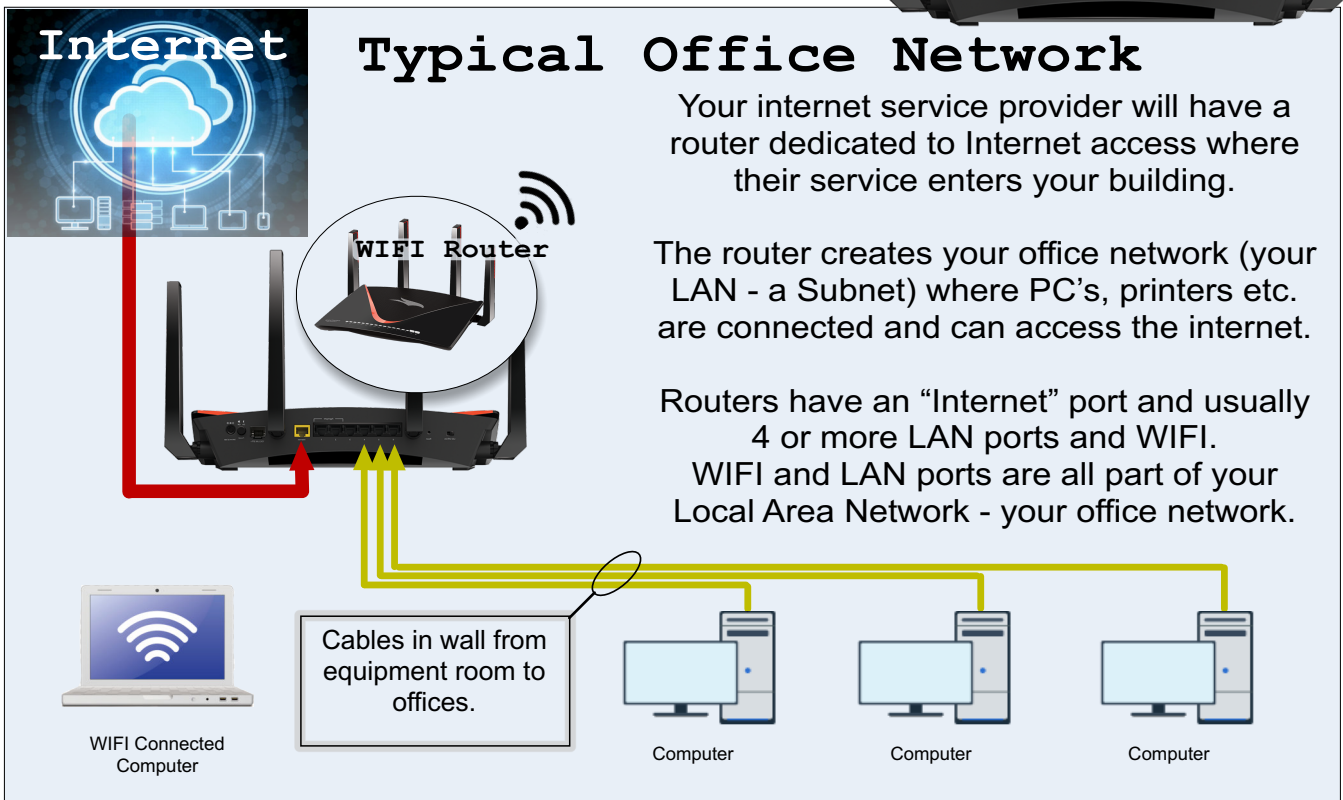 Internet
Typical Office Network
Your internet service provider will have a
router dedicated to Internet access where
their service enters your building.
WIFI Router
The router creates your office network (your
LAN - a Subnet) where PC’s, printers etc.
are connected and can access the internet.
Routers have an “Internet” port and usually
4 or more LAN ports and WIFI.
WIFI and LAN ports are all part of your
Local Area Network - your office network.
Cables in wall from
equipment room to
offices.
WIFI Connected
Computer
Computer
Computer
Computer